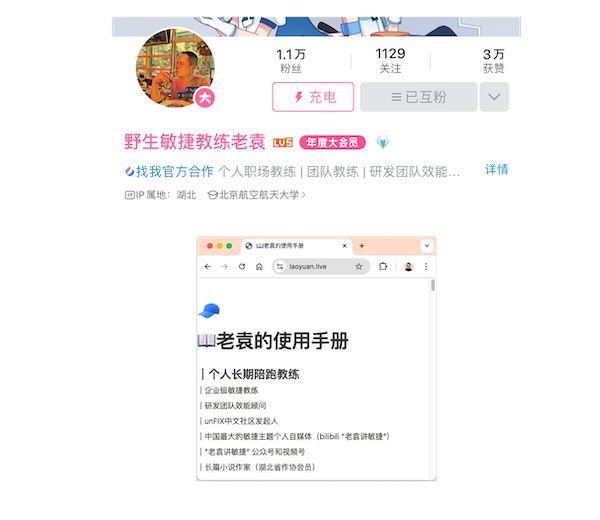 1.1万 1129 3万
粉丝 关注 获赞
充电 已互粉
大
野生敏捷教练老袁 LV5 年度大会员
找我官方合作 个人职场教练 | 团队教练 | 研发团队效能... 详情
IP IP属地：湖北 北京航空航天大学 >
老袁的使用手册
laoyuan.live
老袁的使用手册
| 个人长期陪跑教练
| 企业级敏捷教练
| 研发团队效能顾问
| unFIX中文社区发起人
| 中国最大的敏捷主题个人自媒体（bilibili “老袁讲敏捷”）
| “老袁讲敏捷” 公众号和视频号
| 长篇小说作家（湖北省作协会员）